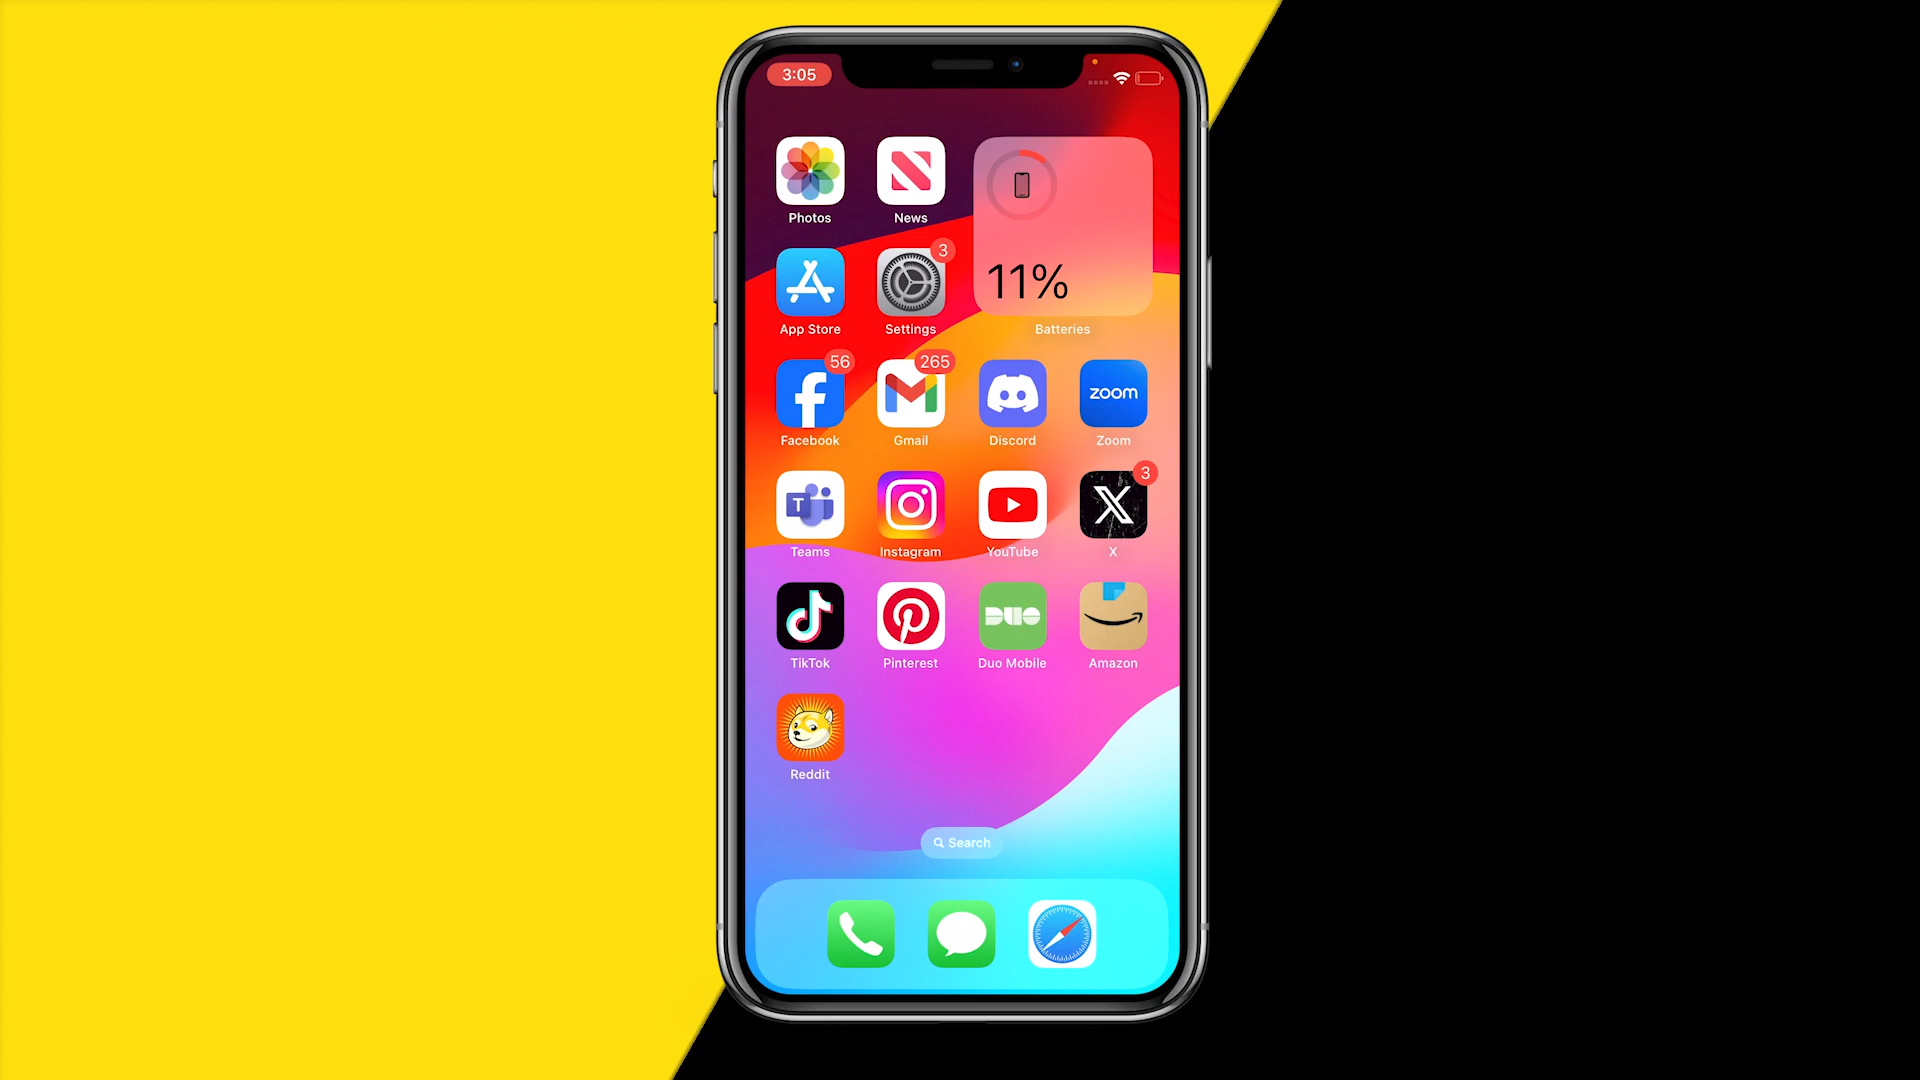 3:05
Photos
News
11%
3
App Store
Settings
Batteries
56
265
zoom
Facebook
Gmail
Discord
Zoom
3
T
Teams
Instagram
YouTube
X
DUO
TikTok
Pinterest
Duo Mobile
Amazon
Reddit
Search